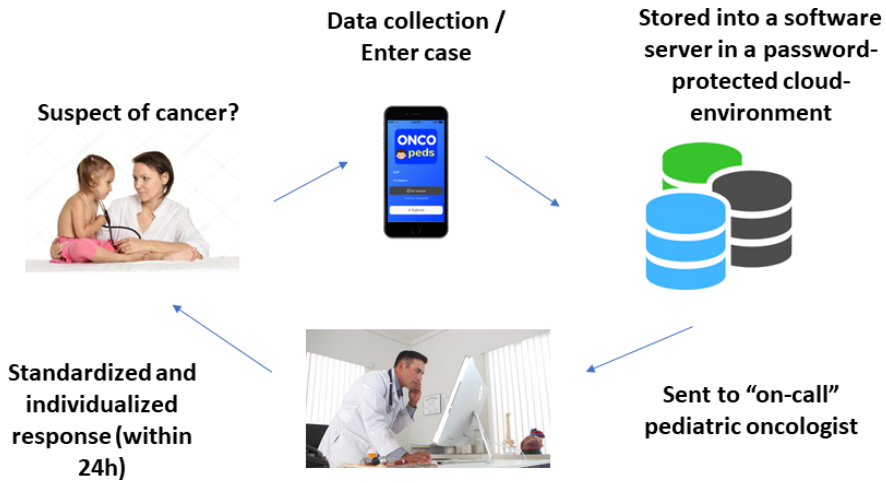 Data collection /
Enter case
Stored into a software
server in a password-
protected cloud-
environment
Suspect of cancer?
ONCO
peds
Standardized and
individualized
response (within
24h)
Sent to “on-call”
pediatric oncologist